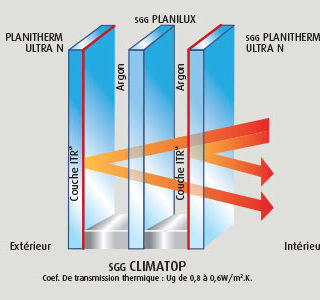 SGG PLANILUX
PLANITHERM
ULTRA N
SGG PLANITHERM
ULTRA N
Argon
Argon
Couche ITR*
Couche ITR*
Extérieur
Intérieu
SGG CLIMATOP
Coef. De transmission thermique : Ug de 0,8 à 0,6W/m².K.